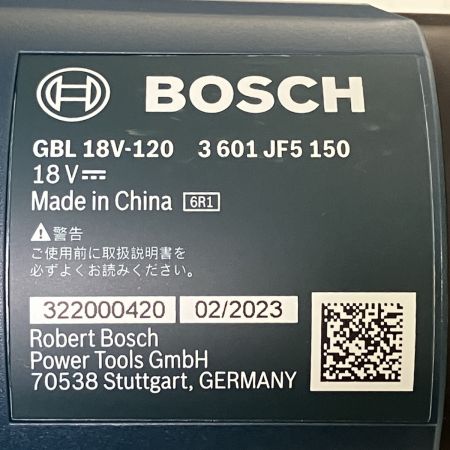 BOSCH
GBL 18V-120 3 601 JF5 150
18 V⎓
Made in China 6R1
⚠警告
ご使用前に取扱説明書を
必ずよくお読みください。
322000420 02/2023
Robert Bosch
Power Tools GmbH
70538 Stuttgart, GERMANY